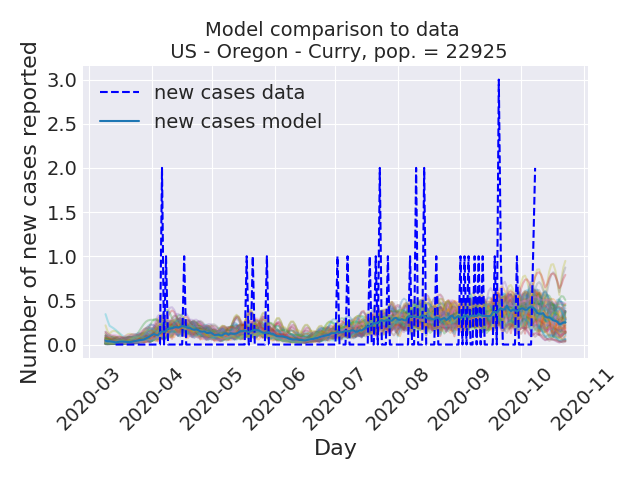 Model comparison to data
US - Oregon - Curry, pop. = 22925
Number of new cases reported
3.0
2.5
2.0
1.5
1.0
0.5
0.0
new cases data
new cases model
2020-03
2020-04
2020-05
2020-06
2020-07
2020-08
2020-09
2020-10
2020-11
Day